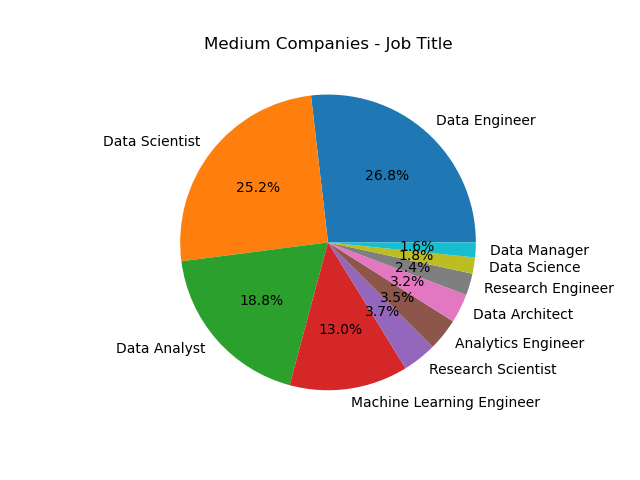 Medium Companies - Job Title
Data Engineer
26.8%
Data Scientist
25.2%
Data Analyst
18.8%
Machine Learning Engineer
13.0%
Research Scientist
3.7%
Analytics Engineer
3.5%
Data Architect
3.2%
Research Engineer
2.4%
Data Science
1.8%
Data Manager
1.6%